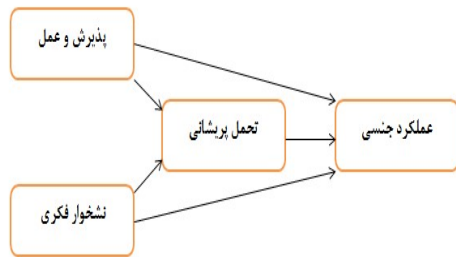 پذیرش و عمل
تحمل پریشانی
عملکرد جنسی
نشخوار فکری